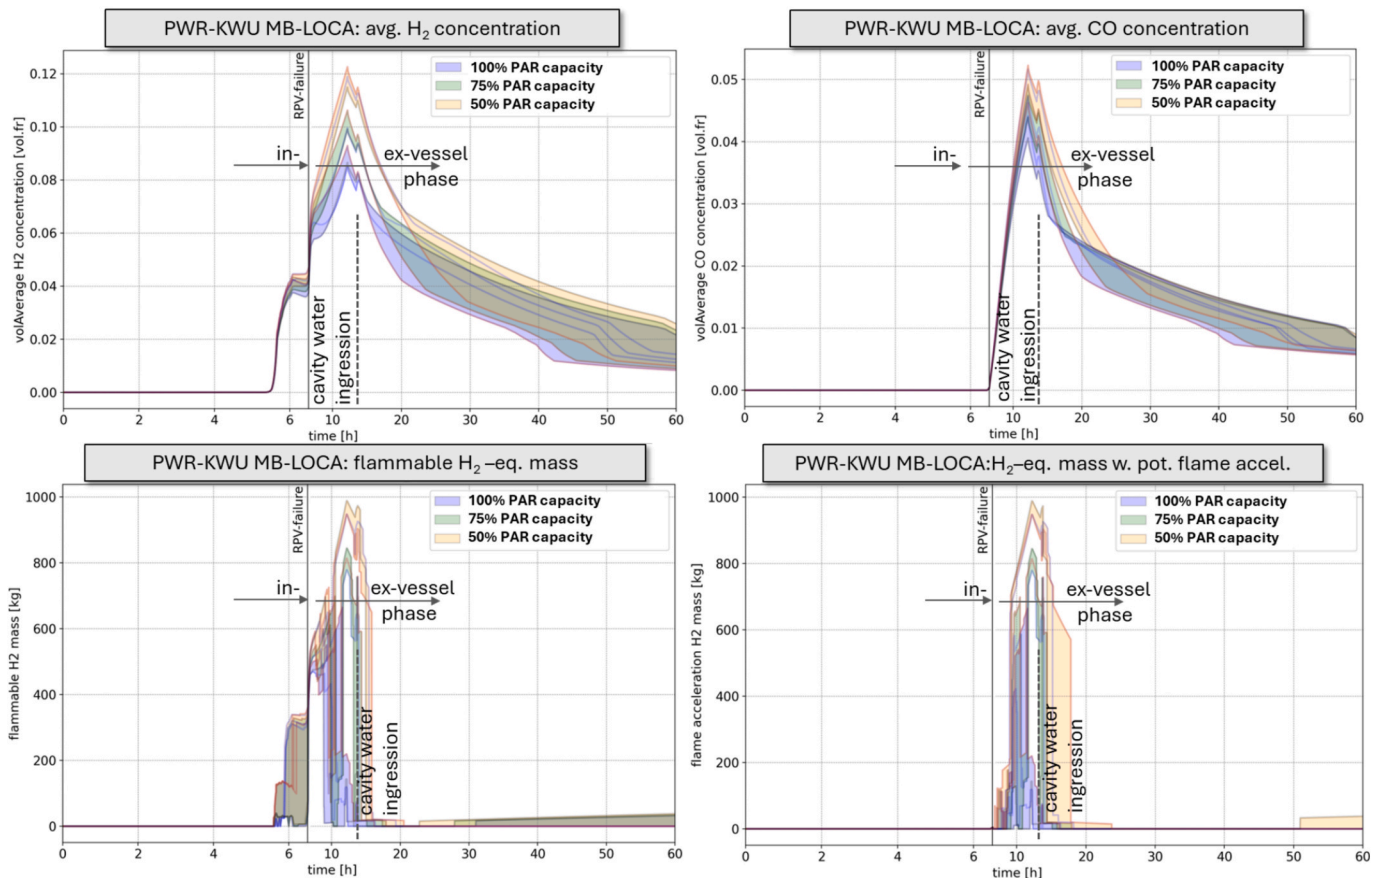 PWR-KWU MB-LOCA: avg. H₂ concentration
volAverage H2 concentration [vol.fr]
0.12
0.10
0.08
0.06
0.04
0.02
0.00
RPV-failure
100% PAR capacity
75% PAR capacity
50% PAR capacity
in-
ex-vessel
phase
cavity water
ingression
0
2
4
6
10
20
30
40
50
60
time [h]
PWR-KWU MB-LOCA: avg. CO concentration
volAverage CO concentration [vol.fr]
0.05
0.04
0.03
0.02
0.01
0.00
RPV-failure
100% PAR capacity
75% PAR capacity
50% PAR capacity
in-
ex-vessel
phase
cavity water
ingression
0
2
4
6
10
20
30
40
50
60
time [h]
PWR-KWU MB-LOCA: flammable H₂ –eq. mass
flammable H2 mass [kg]
1000
800
600
400
200
0
RPV-failure
100% PAR capacity
75% PAR capacity
50% PAR capacity
in-
ex-vessel
phase
cavity water
ingression
0
2
4
6
10
20
30
40
50
60
time [h]
PWR-KWU MB-LOCA:H₂–eq. mass w. pot. flame accel.
flame acceleration H2 mass [kg]
1000
800
600
400
200
0
RPV-failure
100% PAR capacity
75% PAR capacity
50% PAR capacity
in-
ex-vessel
phase
cavity water
ingression
0
2
4
6
10
20
30
40
50
60
time [h]